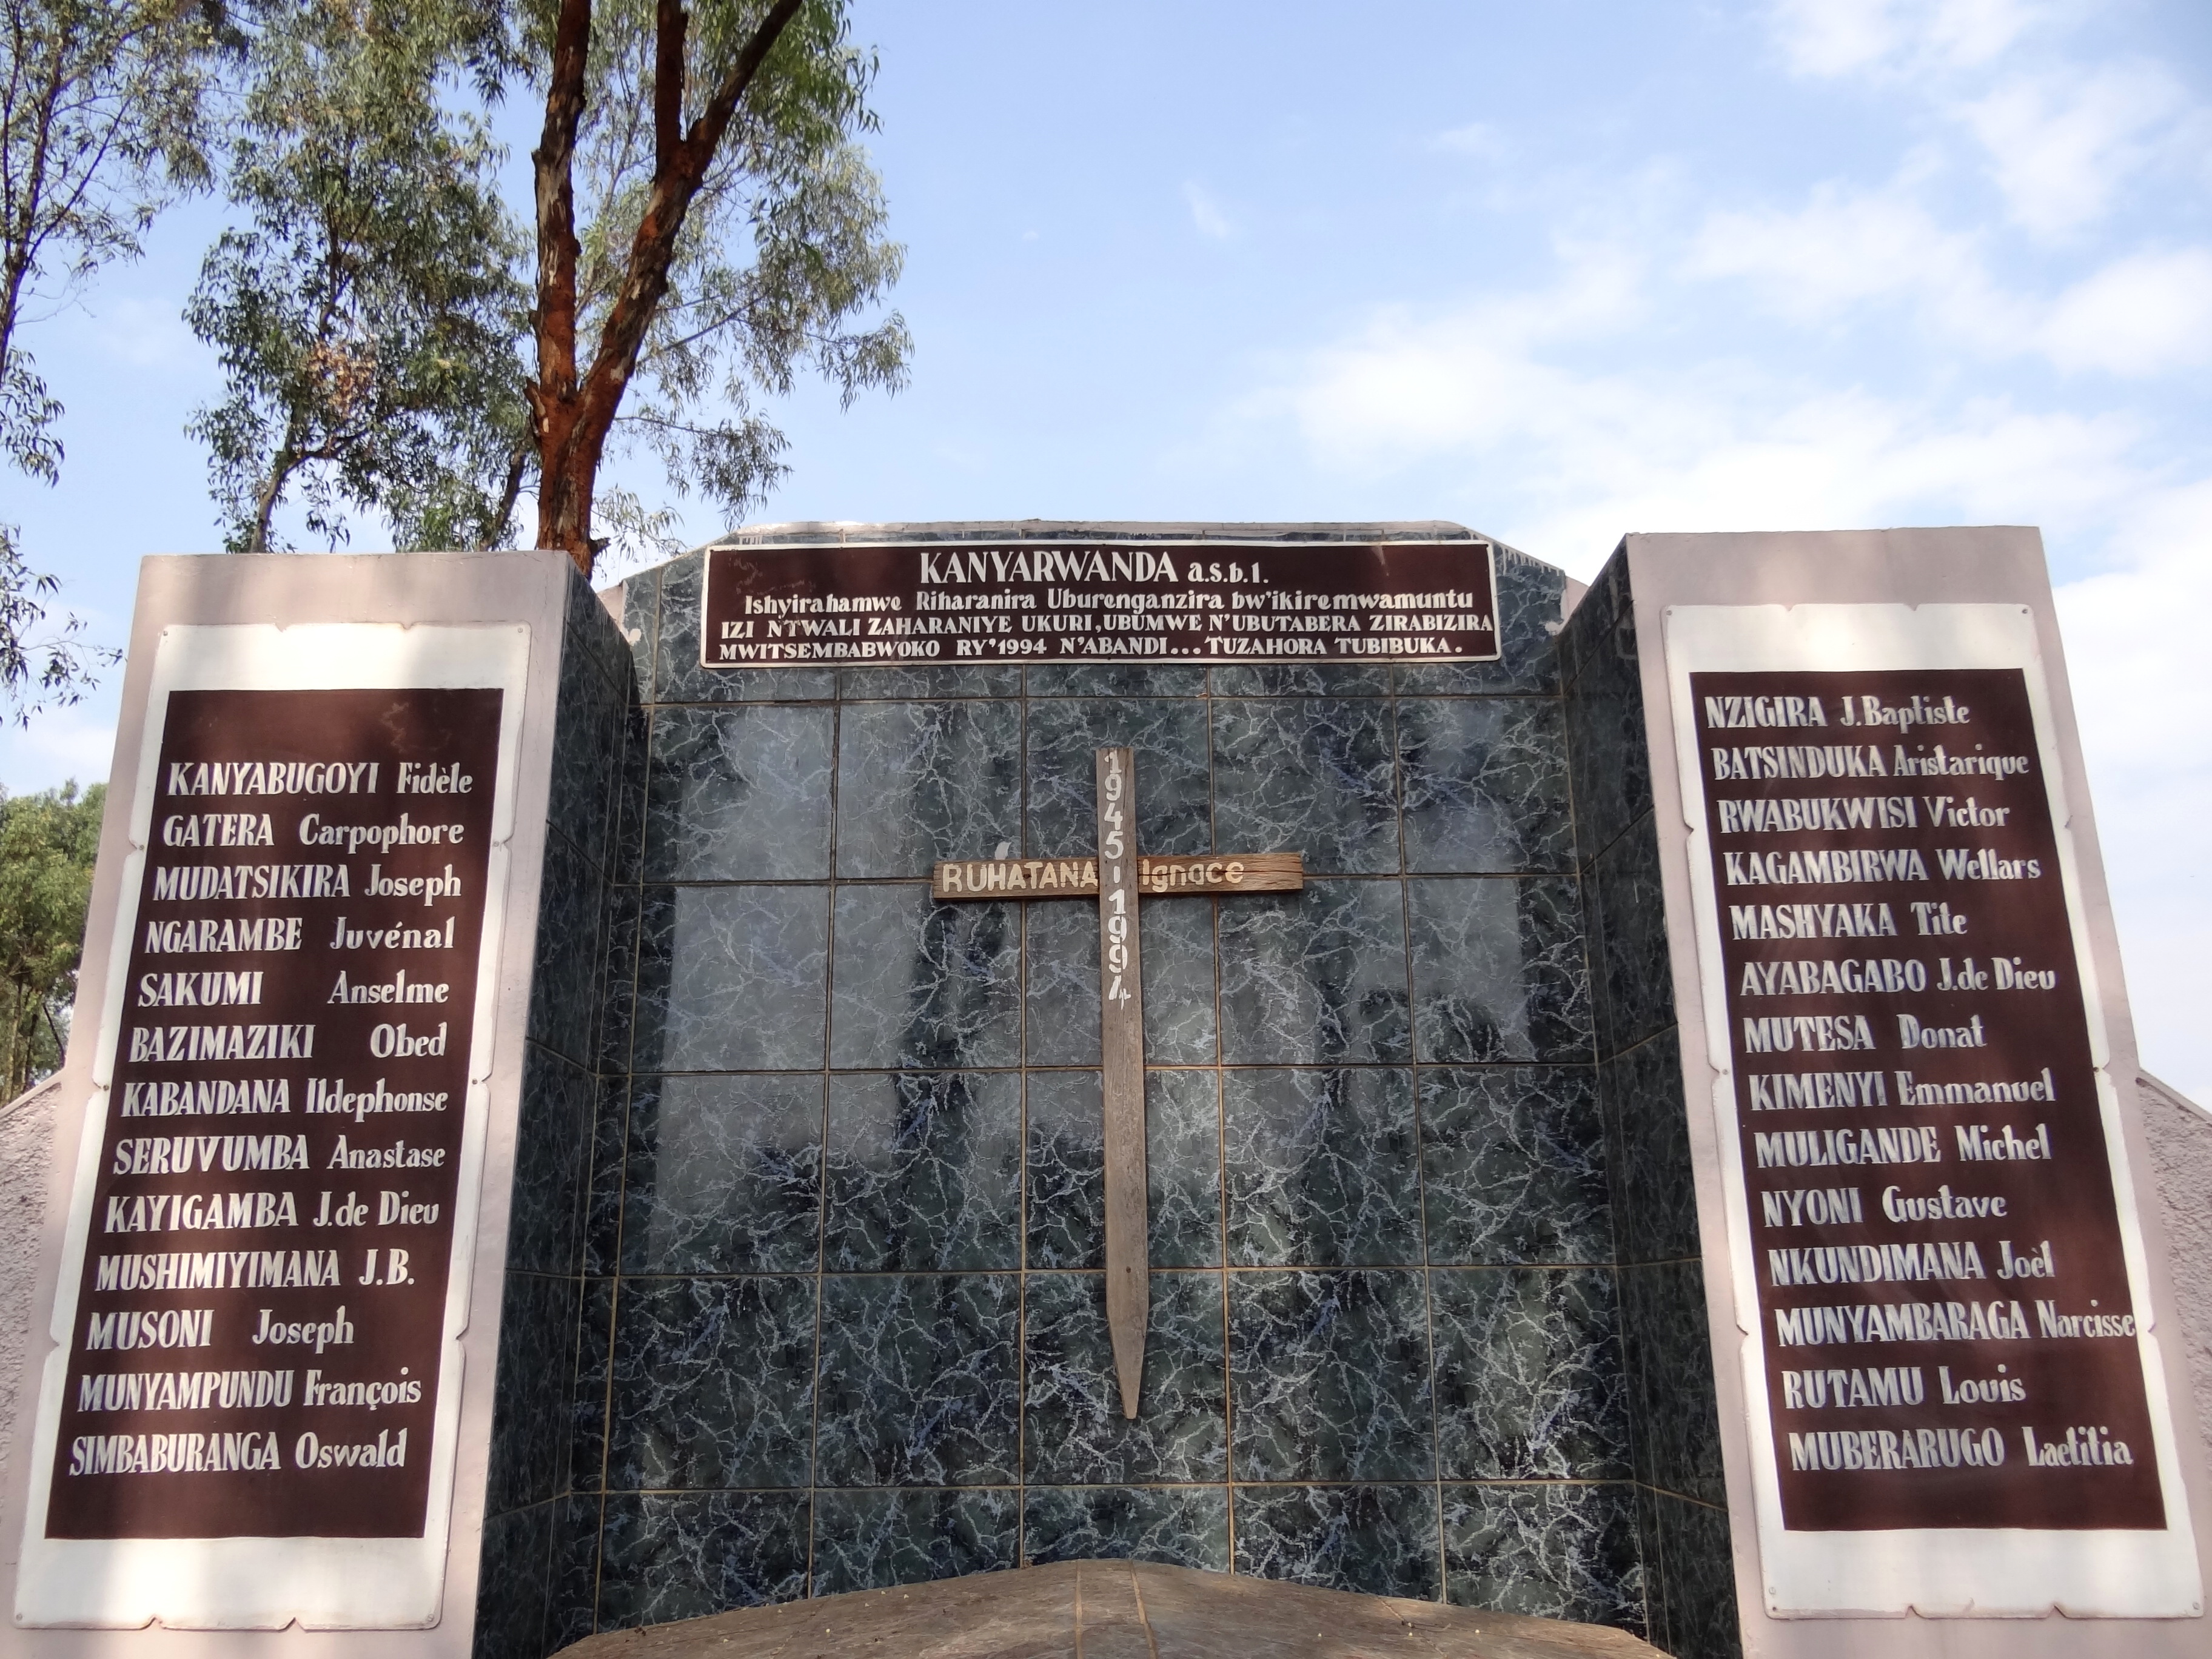 KANYARWANDA a.s.b.l.
Ishyirahamwe Riharanira Uburenganzira bw'ikiremwamuntu
IZI NTWALI ZAHARANIYE UKURI, UBUMWE N'UBUTABERA ZIRABIZIRA
MWITSEMBABWOKO RY'1994 N'ABANDI... TUZAHORA TUBIBUKA.
KANYABUGOYI Fidèle
GATERA Carpophore
MUDATSIKIRA Joseph
NGARAMBE Juvénal
SAKUMI Anselme
BAZIMAZIKI Obed
KABANDANA Ildephonse
SERUVUMBA Anastase
KAYIGAMBA J.de Dieu
MUSHIMIYIMANA J.B.
MUSONI Joseph
MUNYAMPUNDU François
SIMBABURANGA Oswald
1945-1994
RUHATANA Ignace
NZIGIRA J.Baptiste
BATSINDUKA Aristarique
RWABUKWISI Victor
KAGAMBIRWA Wellars
MASHYAKA Tite
AYABAGABO J.de Dieu
MUTESA Donat
KIMENYI Emmanuel
MULIGANDE Michel
NYONI Gustave
NKUNDIMANA Joèl
MUNYAMBARAGA Narcisse
RUTAMU Louis
MUBERARUGO Laetitia